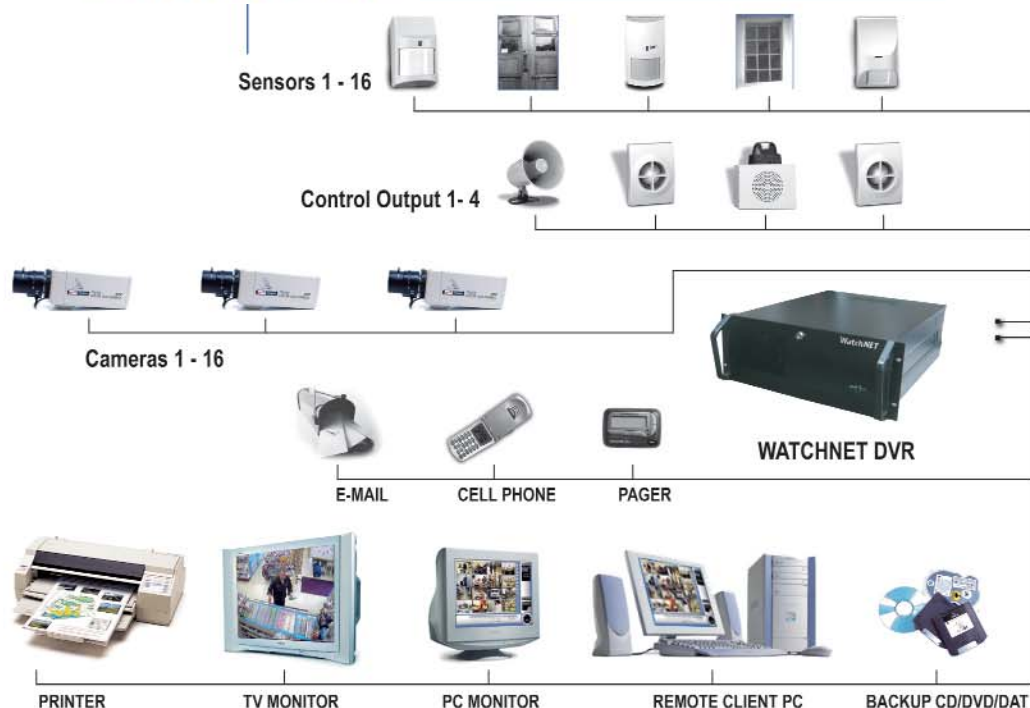 Sensors 1 - 16
Control Output 1- 4
Cameras 1 - 16
WatchNET
WATCHNET DVR
E-MAIL
CELL PHONE
PAGER
PRINTER
TV MONITOR
PC MONITOR
REMOTE CLIENT PC
BACKUP CD/DVD/DAT